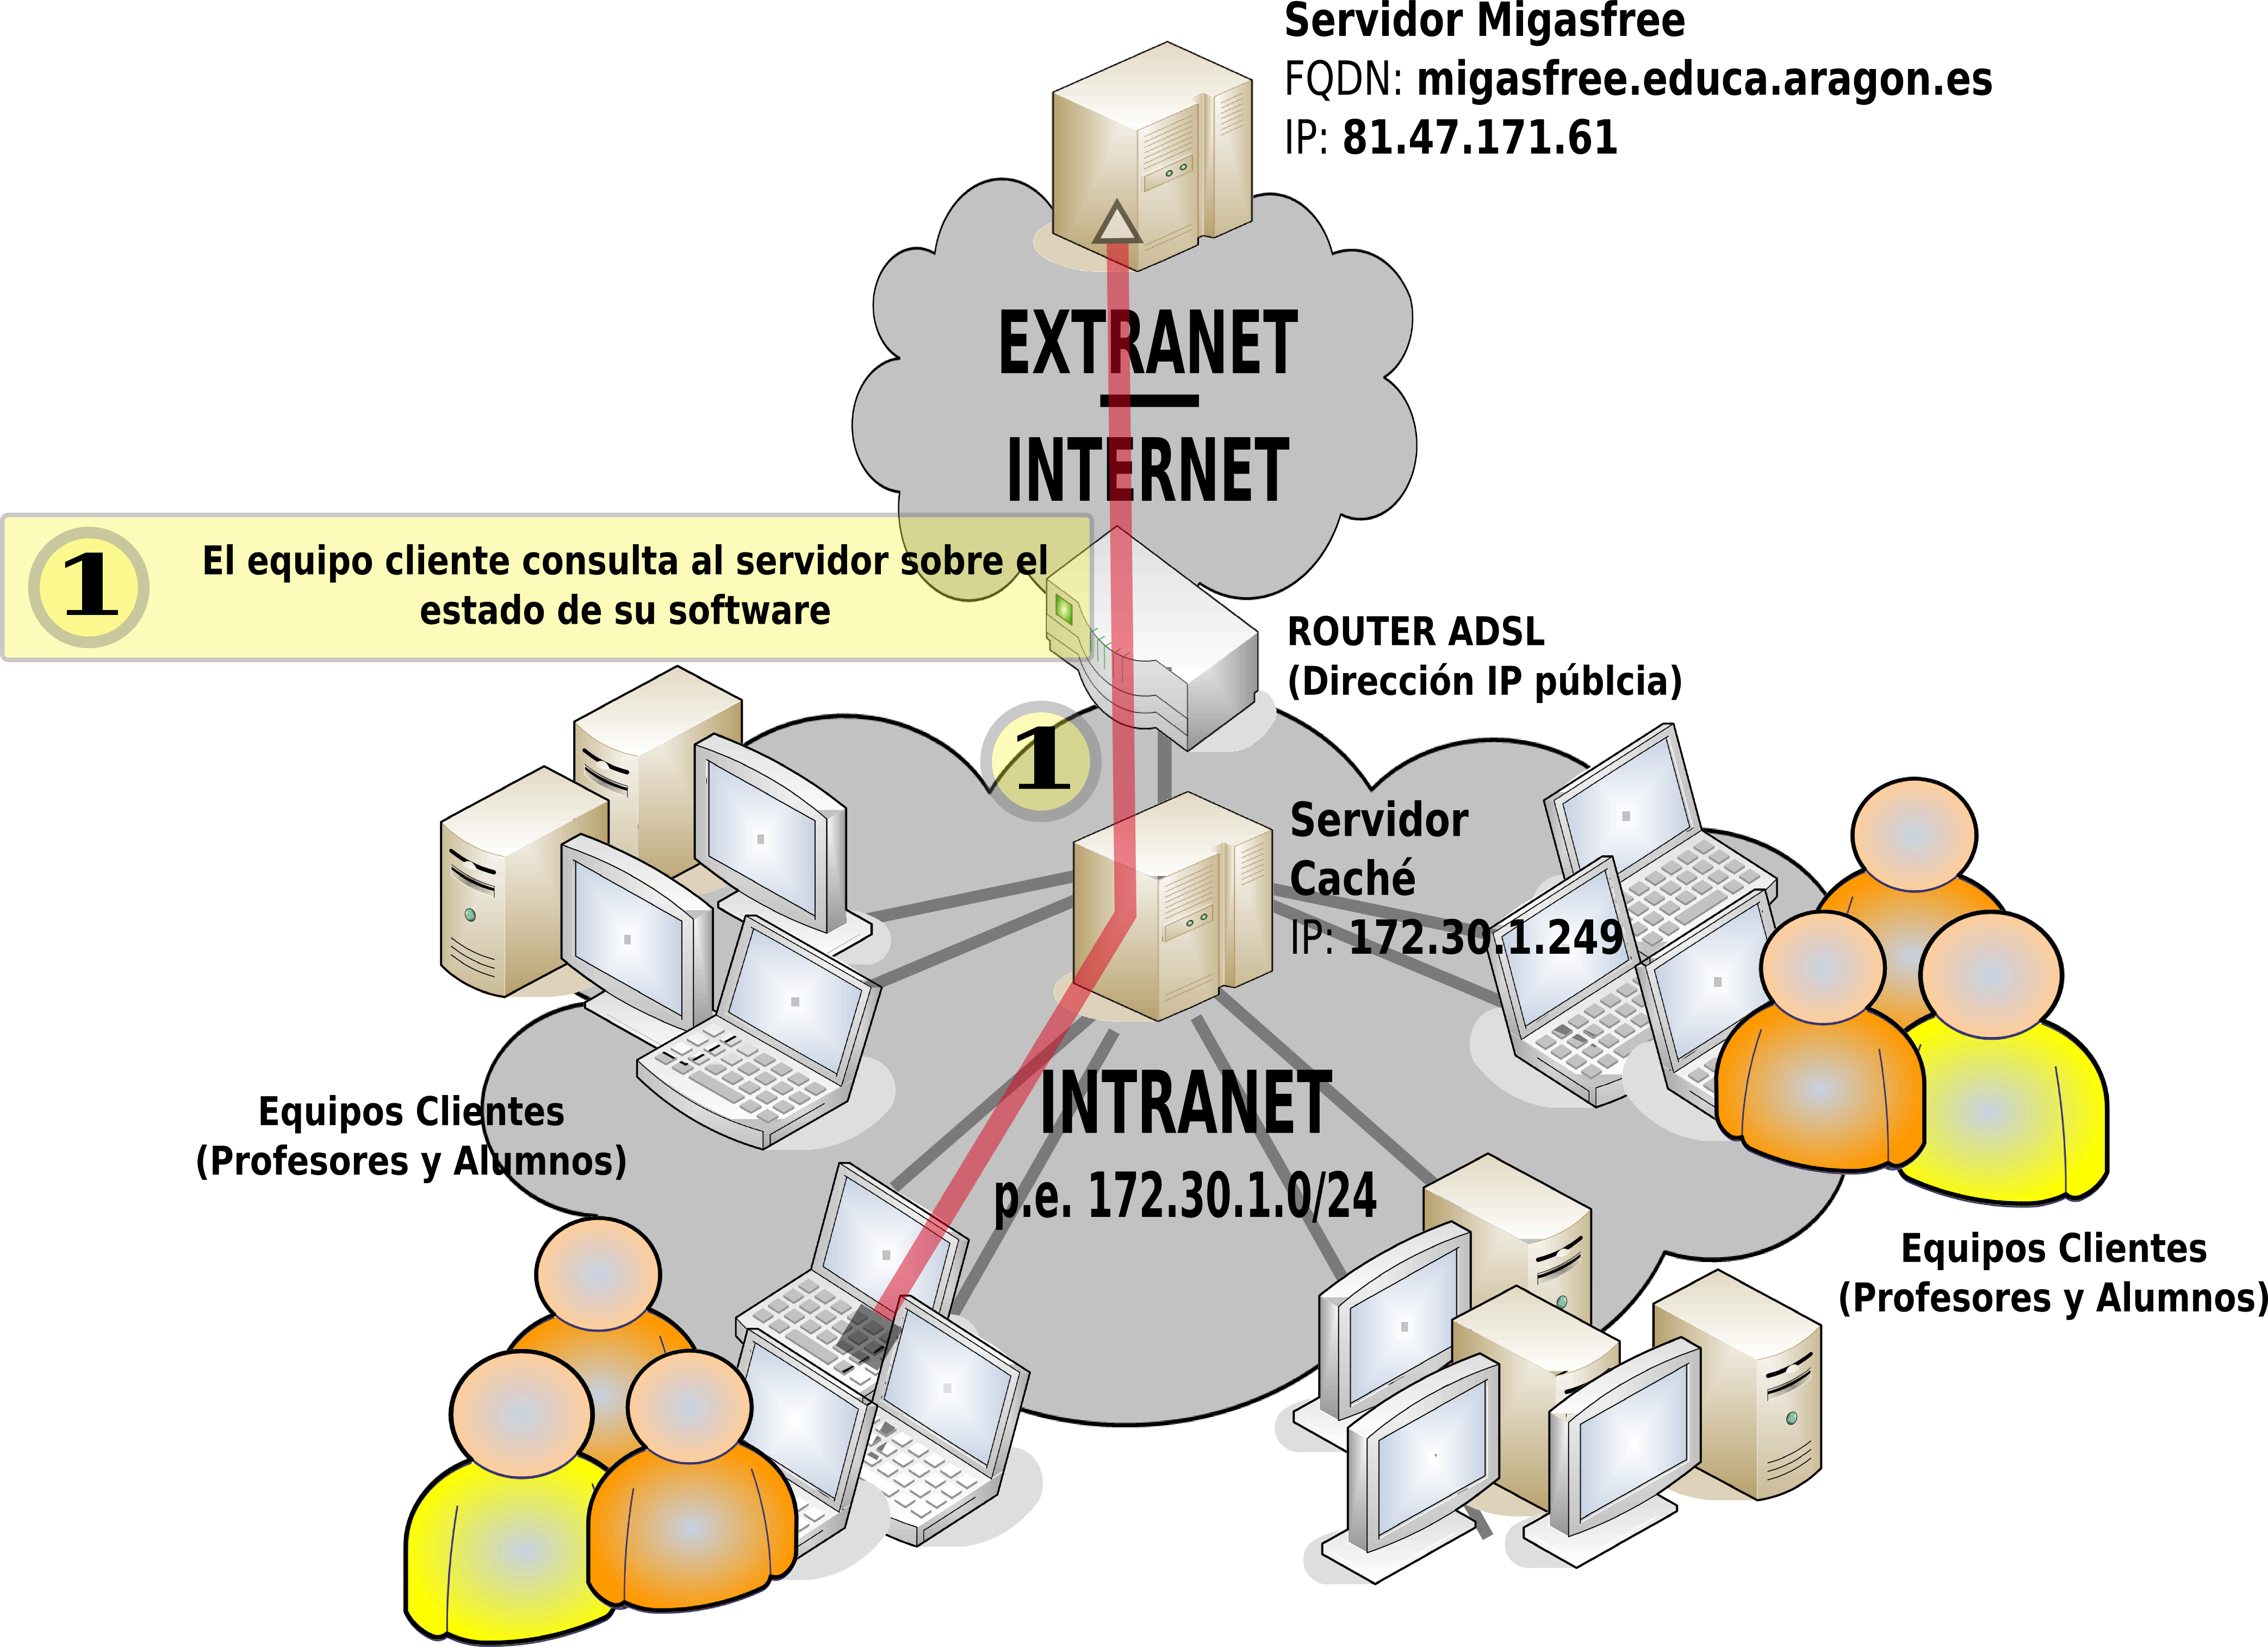 Servidor Migasfree
FQDN: migasfree.educa.aragon.es
IP: 81.47.171.61
EXTRANET
INTERNET
1
El equipo cliente consulta al servidor sobre el
estado de su software
ROUTER ADSL
(Dirección IP públcia)
1
Servidor
Caché
IP: 172.30.1.249
INTRANET
p.e. 172.30.1.0/24
Equipos Clientes
(Profesores y Alumnos)
Equipos Clientes
(Profesores y Alumnos)